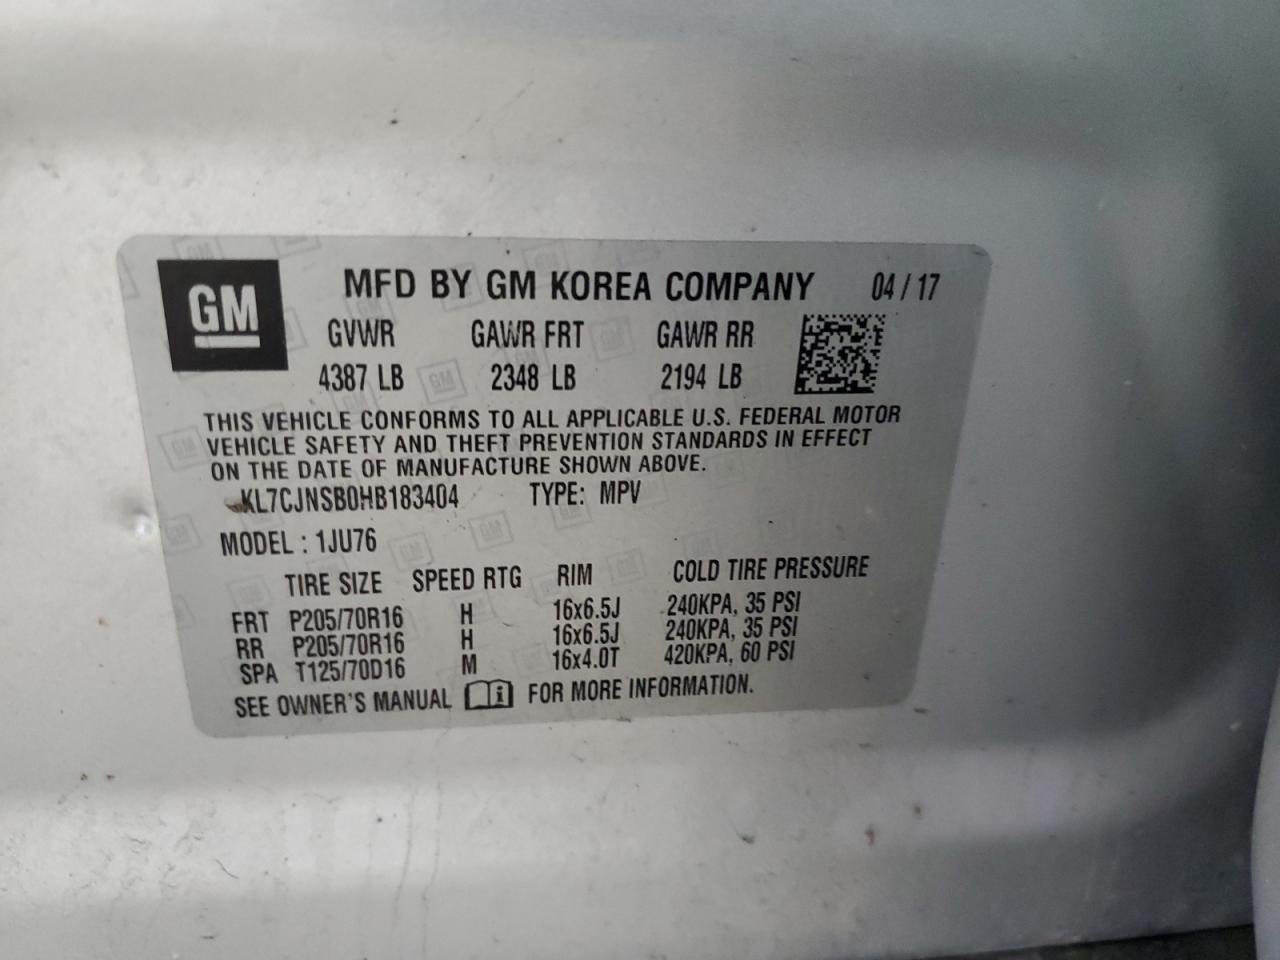 GM
MFD BY GM KOREA COMPANY 04 / 17
GVWR GAWR FRT GAWR RR
4387 LB 2348 LB 2194 LB
THIS VEHICLE CONFORMS TO ALL APPLICABLE U.S. FEDERAL MOTOR
VEHICLE SAFETY AND THEFT PREVENTION STANDARDS IN EFFECT
ON THE DATE OF MANUFACTURE SHOWN ABOVE.
KL7CJNSB0HB183404 TYPE: MPV
MODEL : 1JU76
TIRE SIZE SPEED RTG RIM COLD TIRE PRESSURE
FRT P205/70R16 H 16x6.5J 240KPA, 35 PSI
RR P205/70R16 H 16x6.5J 240KPA, 35 PSI
SPA T125/70D16 M 16x4.0T 420KPA, 60 PSI
SEE OWNER'S MANUAL i FOR MORE INFORMATION.